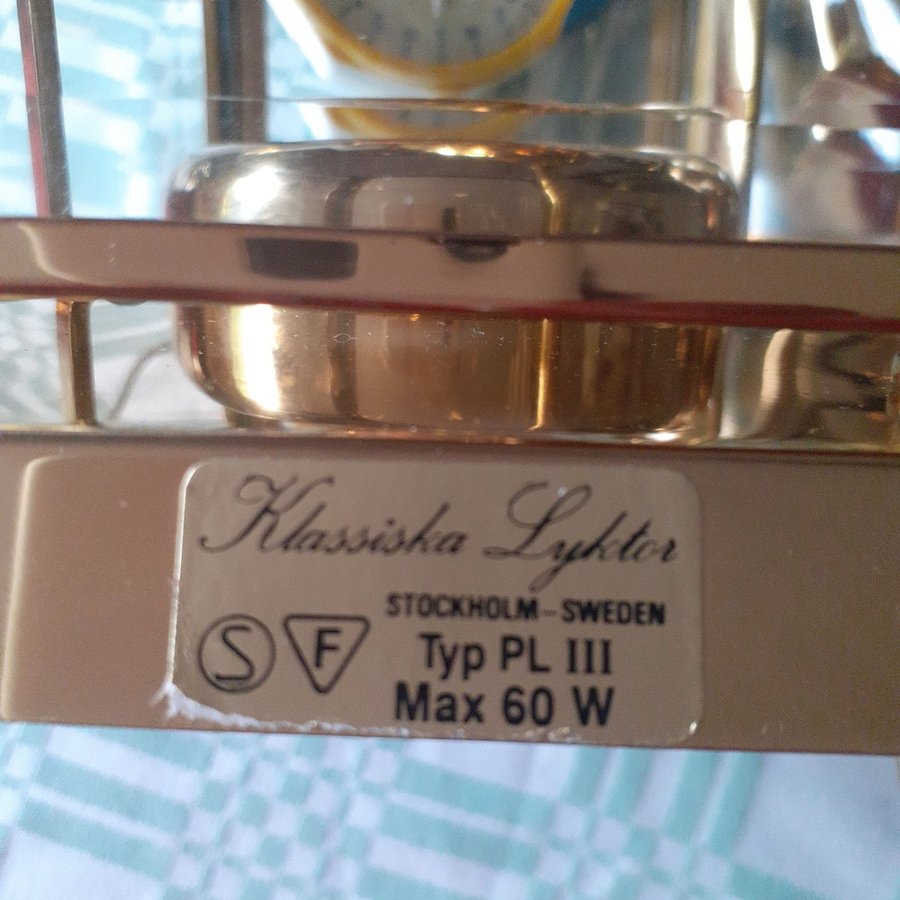 Klassiska Lyktor
STOCKHOLM-SWEDEN
S F Typ PL III
Max 60 W